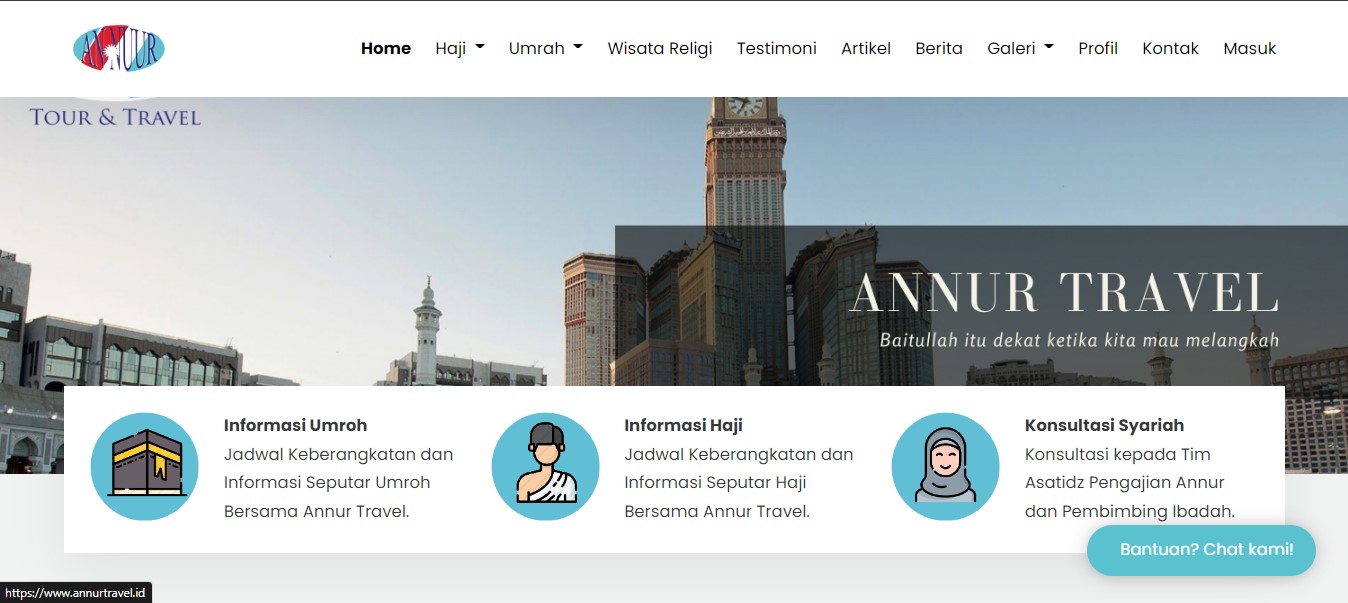 ANNUUR
TOUR & TRAVEL
Home Haji Umrah Wisata Religi Testimoni Artikel Berita Galeri Profil Kontak Masuk
ANNUR TRAVEL
Baitullah itu dekat ketika kita mau melangkah
Informasi Umroh
Jadwal Keberangkatan dan
Informasi Seputar Umroh
Bersama Annur Travel.
Informasi Haji
Jadwal Keberangkatan dan
Informasi Seputar Haji
Bersama Annur Travel.
Konsultasi Syariah
Konsultasi kepada Tim
Asatidz Pengajian Annur
dan Pembimbing Ibadah.
Bantuan? Chat kami!
https://www.annurtravel.id